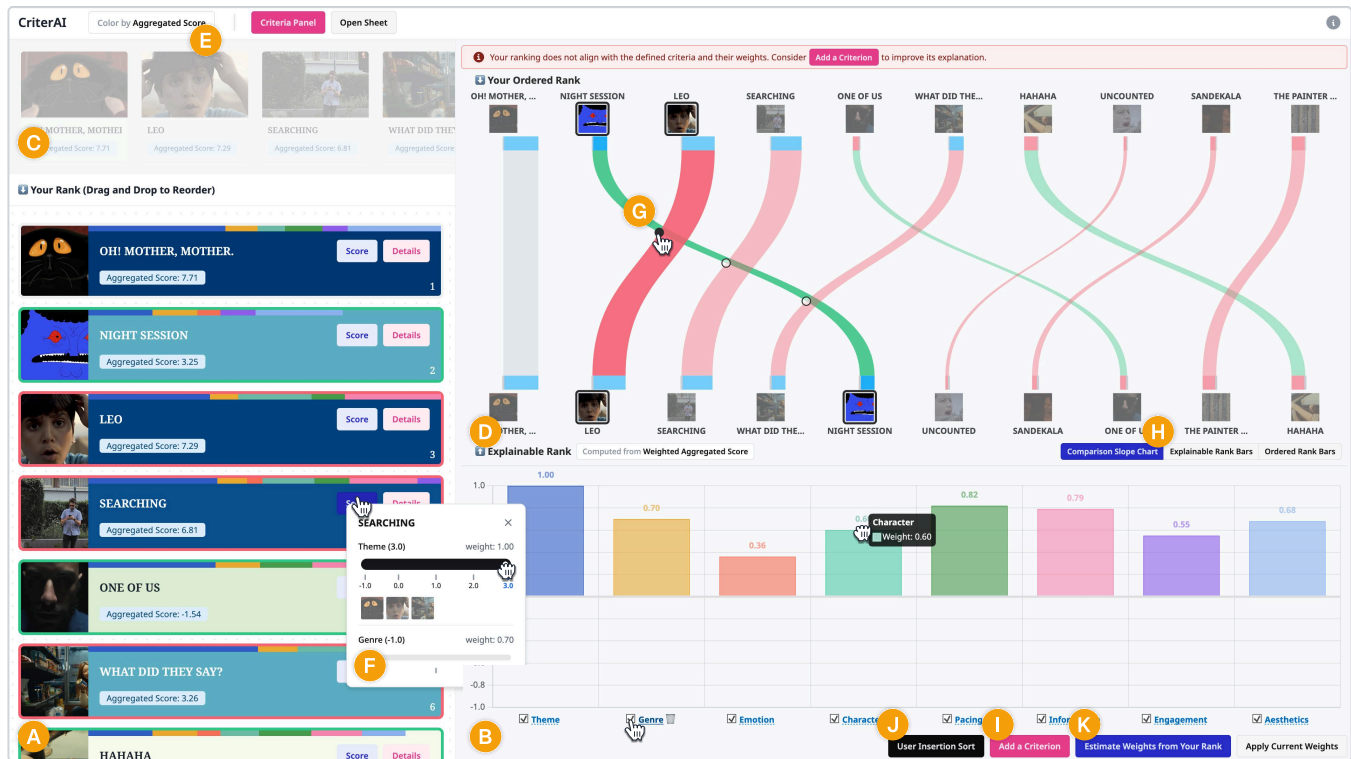 CriterAI
Color by Aggregated Score
Criteria Panel
Open Sheet
E
MOTHER, MOTHEI
LEO
SEARCHING
WHAT DID THEY
C
regated Score: 7.71
Aggregated Score: 7.29
Aggregated Score: 6.81
Aggregated Score
Your Rank (Drag and Drop to Reorder)
OH! MOTHER, MOTHER.
Score
Details
Aggregated Score: 7.71
1
NIGHT SESSION
Score
Details
Aggregated Score: 3.25
2
LEO
Score
Details
Aggregated Score: 7.29
3
SEARCHING
Details
Aggregated Score: 6.81
ONE OF US
Aggregated Score: -1.54
WHAT DID THEY SAY?
Aggregated Score: 3.26
6
A
HAHAHA
Score
Details
SEARCHING
Theme (3.0)
weight: 1.00
-1.0
0.0
1.0
2.0
3.0
Genre (-1.0)
weight: 0.70
F
Your ranking does not align with the defined criteria and their weights. Consider Add a Criterion to improve its explanation.
Your Ordered Rank
OH! MOTHER, ...
NIGHT SESSION
LEO
SEARCHING
ONE OF US
WHAT DID THE...
HAHAHA
UNCOUNTED
SANDEKALA
THE PAINTER ...
G
D
OTHER, ...
LEO
SEARCHING
WHAT DID THE...
NIGHT SESSION
UNCOUNTED
SANDEKALA
ONE OF U
THE PAINTER ...
HAHAHA
H
Explainable Rank
Computed from Weighted Aggregated Score
Comparison Slope Chart
Explainable Rank Bars
Ordered Rank Bars
1.0
1.00
0.70
0.36
0.82
0.79
0.55
0.68
Character
Weight: 0.60
-0.8
-1.0
Theme
Genre
Emotion
Characte
Pacing
Infor
Engagement
Aesthetics
B
J
I
K
User Insertion Sort
Add a Criterion
Estimate Weights from Your Rank
Apply Current Weights